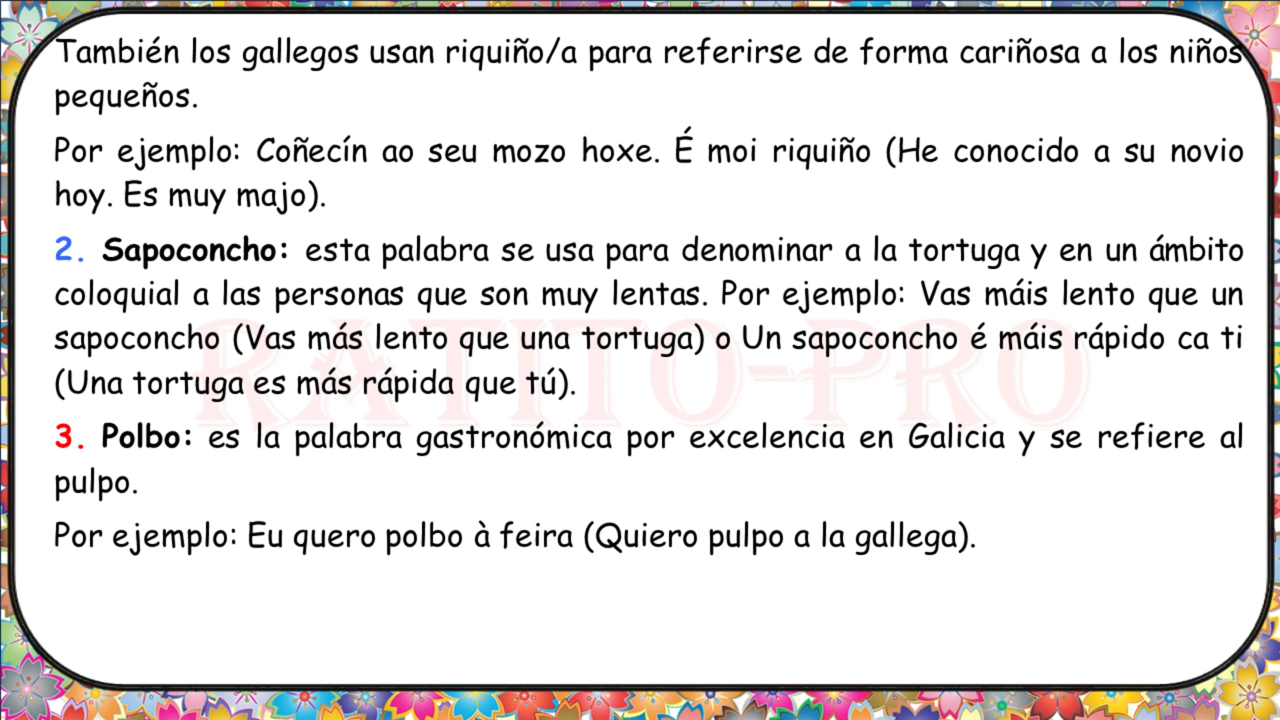 También los gallegos usan riquiño/a para referirse de forma cariñosa a los niños
pequeños.
Por ejemplo: Coñecín ao seu mozo hoxe. É moi riquiño (He conocido a su novio
hoy. Es muy majo).
2. Sapoconcho: esta palabra se usa para denominar a la tortuga y en un ámbito
coloquial a las personas que son muy lentas. Por ejemplo: Vas máis lento que un
sapoconcho (Vas más lento que una tortuga) o Un sapoconcho é máis rápido ca ti
(Una tortuga es más rápida que tú).
RATITO-PRO
3. Polbo: es la palabra gastronómica por excelencia en Galicia y se refiere al
pulpo.
Por ejemplo: Eu quero polbo à feira (Quiero pulpo a la gallega).